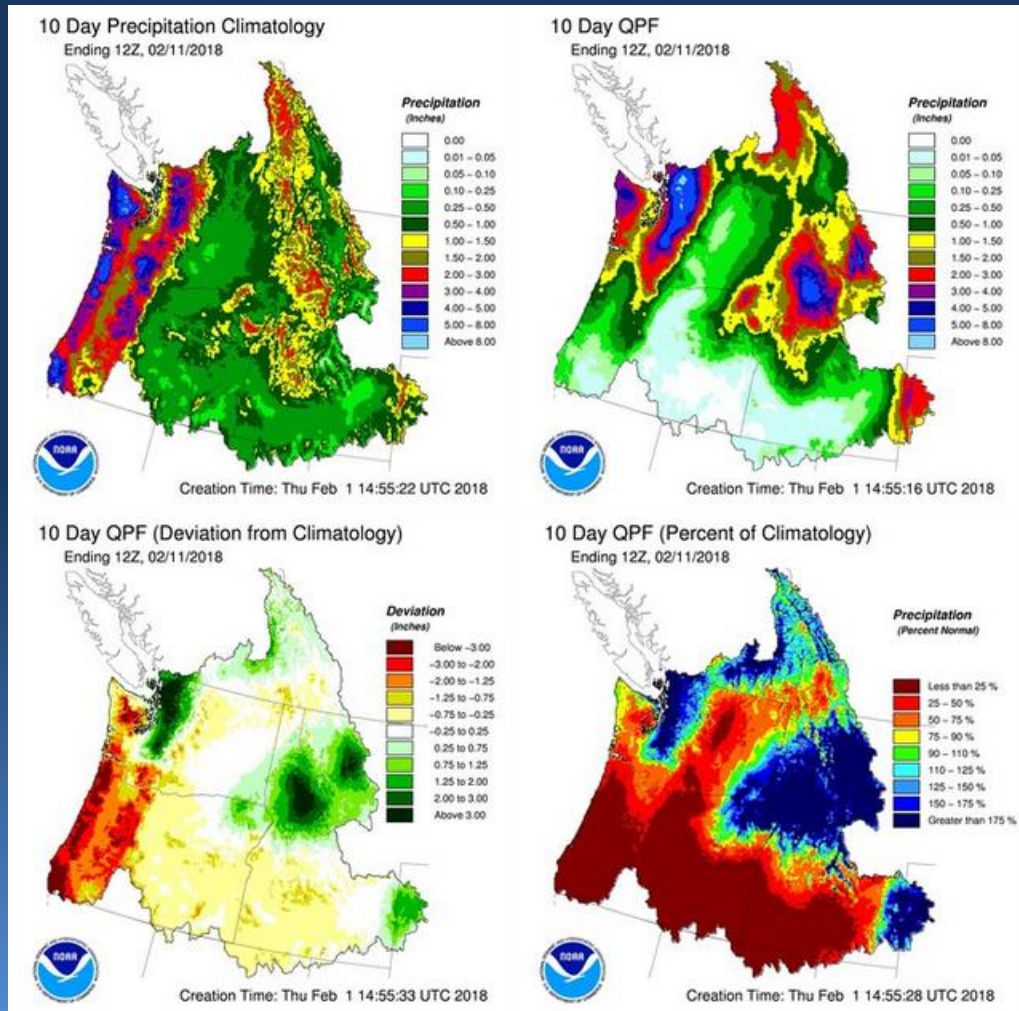 10 Day Precipitation Climatology
Ending 12Z, 02/11/2018
Precipitation
(Inches)
0.00
0.01 – 0.05
0.05 – 0.10
0.10 – 0.25
0.25 – 0.50
0.50 – 1.00
1.00 – 1.50
1.50 – 2.00
2.00 – 3.00
3.00 – 4.00
4.00 – 5.00
5.00 – 8.00
Above 8.00
NOAA
Creation Time: Thu Feb 1 14:55:22 UTC 2018
10 Day QPF
Ending 12Z, 02/11/2018
Precipitation
(Inches)
0.00
0.01 – 0.05
0.05 – 0.10
0.10 – 0.25
0.25 – 0.50
0.50 – 1.00
1.00 – 1.50
1.50 – 2.00
2.00 – 3.00
3.00 – 4.00
4.00 – 5.00
5.00 – 8.00
Above 8.00
NOAA
Creation Time: Thu Feb 1 14:55:16 UTC 2018
10 Day QPF (Deviation from Climatology)
Ending 12Z, 02/11/2018
Deviation
(Inches)
Below −3.00
−3.00 to −2.00
−2.00 to −1.25
−1.25 to −0.75
−0.75 to −0.25
−0.25 to 0.25
0.25 to 0.75
0.75 to 1.25
1.25 to 2.00
2.00 to 3.00
Above 3.00
NOAA
Creation Time: Thu Feb 1 14:55:33 UTC 2018
10 Day QPF (Percent of Climatology)
Ending 12Z, 02/11/2018
Precipitation
(Percent Normal)
Less than 25 %
25 – 50 %
50 – 75 %
75 – 90 %
90 – 110 %
110 – 125 %
125 – 150 %
150 – 175 %
Greater than 175 %
NOAA
Creation Time: Thu Feb 1 14:55:28 UTC 2018